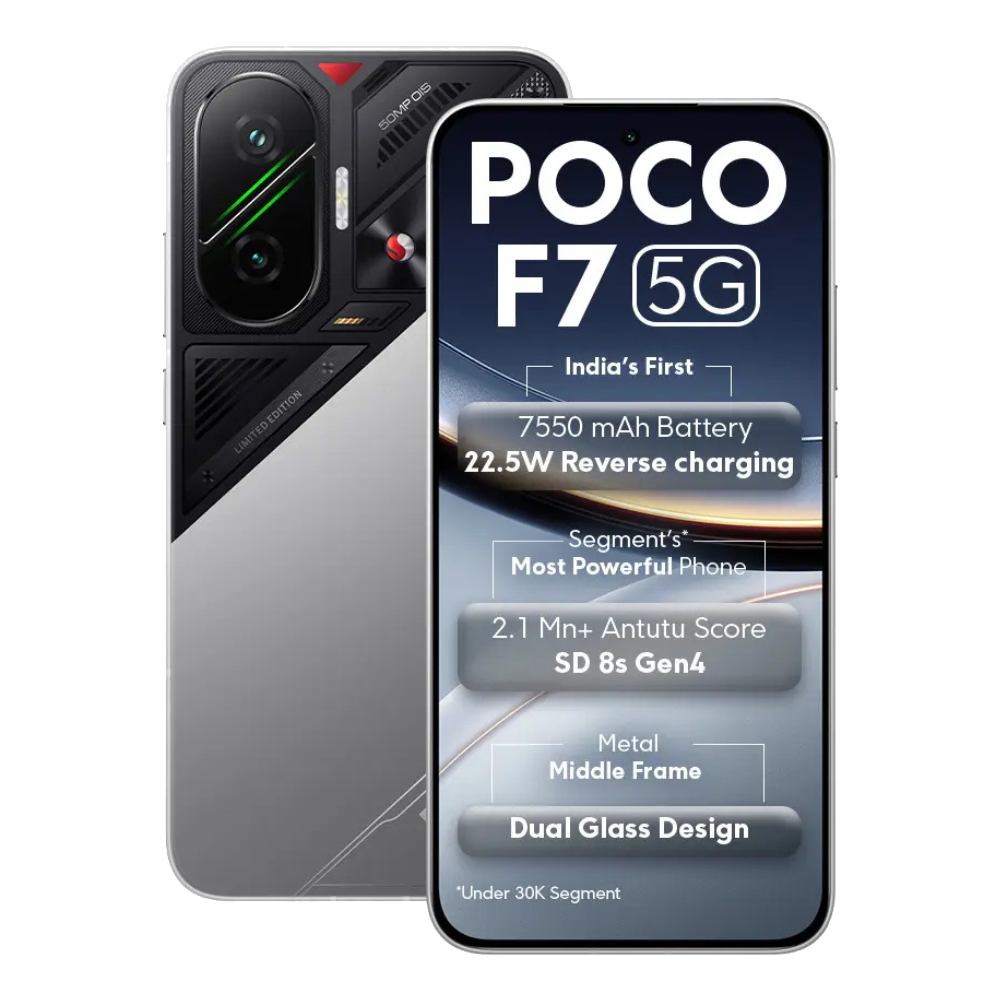 50MP OIS
LIMITED EDITION
POCO
F7 5G
India's First
7550 mAh Battery
22.5W Reverse charging
Segment's*
Most Powerful Phone
2.1 Mn+ Antutu Score
SD 8s Gen4
Metal
Middle Frame
Dual Glass Design
*Under 30K Segment